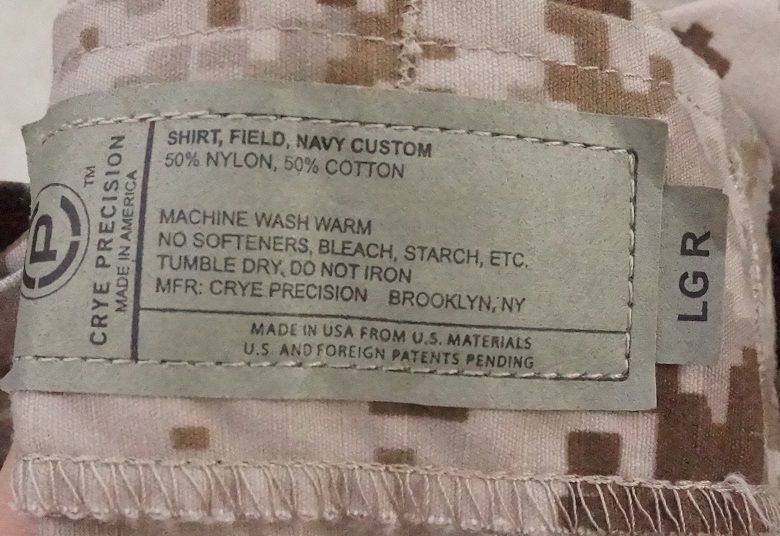 SHIRT, FIELD, NAVY CUSTOM
50% NYLON, 50% COTTON
MACHINE WASH WARM
NO SOFTENERS, BLEACH, STARCH, ETC.
TUMBLE DRY, DO NOT IRON
MFR: CRYE PRECISION BROOKLYN, NY
MADE IN USA FROM U.S. MATERIALS
U.S. AND FOREIGN PATENTS PENDING
P
CRYE PRECISION™
MADE IN AMERICA
LG R